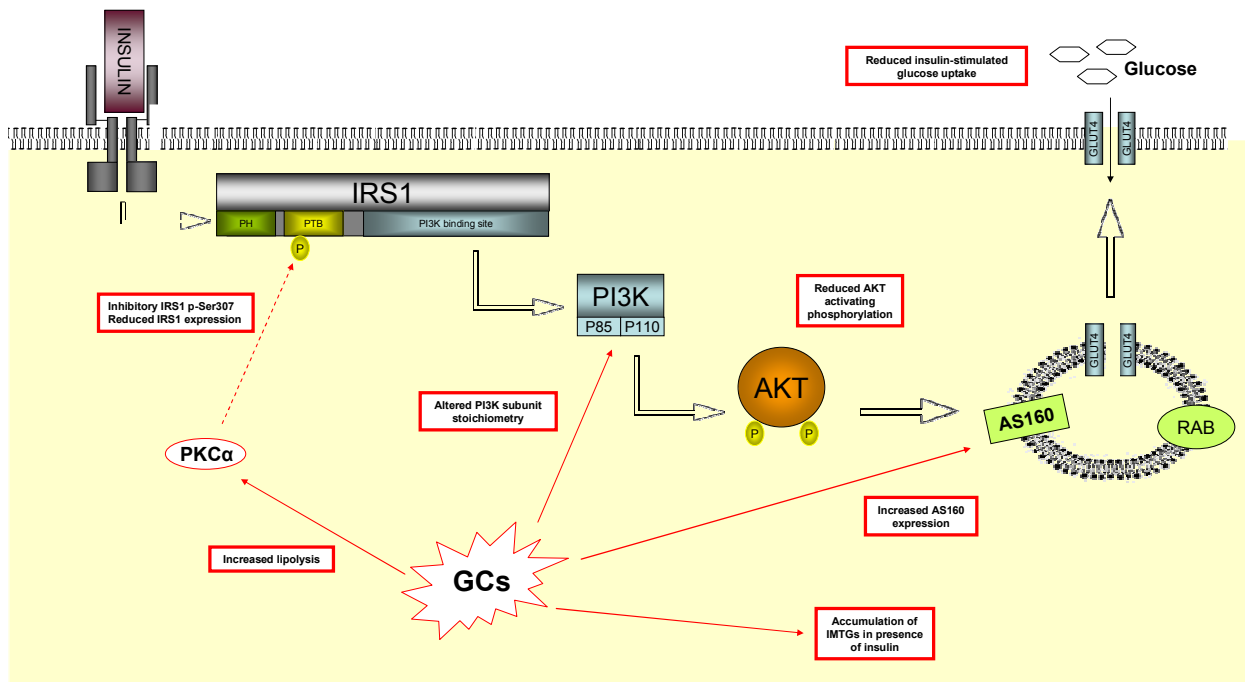 INSULIN
Reduced insulin-stimulated
glucose uptake
Glucose
GLUT4
GLUT4
IRS1
PH
PTB
PI3K binding site
P
Inhibitory IRS1 p-Ser307
Reduced IRS1 expression
PI3K
P85
P110
Reduced AKT
activating
phosphorylation
GLUT4
GLUT4
AKT
P
P
AS160
RAB
Altered PI3K subunit
stoichiometry
PKCα
Increased AS160
expression
Increased lipolysis
GCs
Accumulation of
IMTGs in presence
of insulin